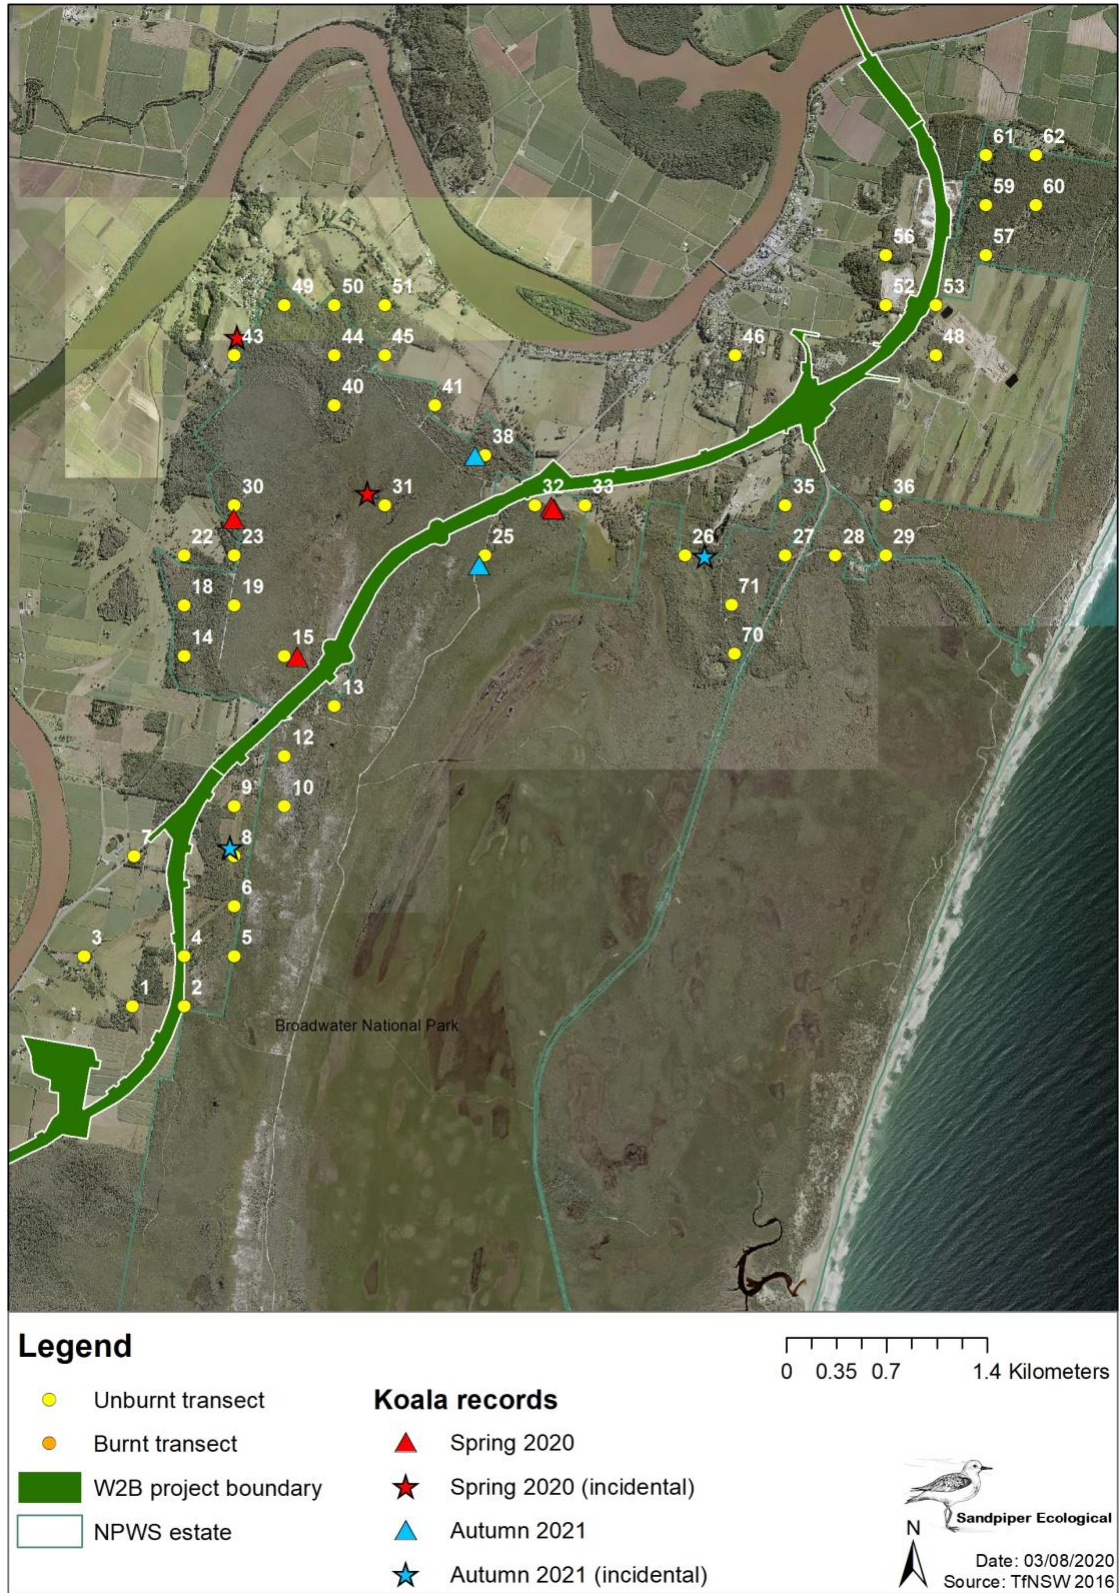 61 62
59 60
56 57
49 50 51 52 53
43 44 45 46 48
40 41
38
30 31 32 33 35 36
22 23 25 26 27 28 29
18 19 71
14 15 70
13
12
9 10
7 8
6
3 4 5
1 2
Broadwater National Park
Legend
Unburnt transect
Burnt transect
W2B project boundary
NPWS estate
Koala records
Spring 2020
Spring 2020 (incidental)
Autumn 2021
Autumn 2021 (incidental)
0 0.35 0.7 1.4 Kilometers
Sandpiper Ecological
N
Date: 03/08/2020
Source: TfNSW 2016